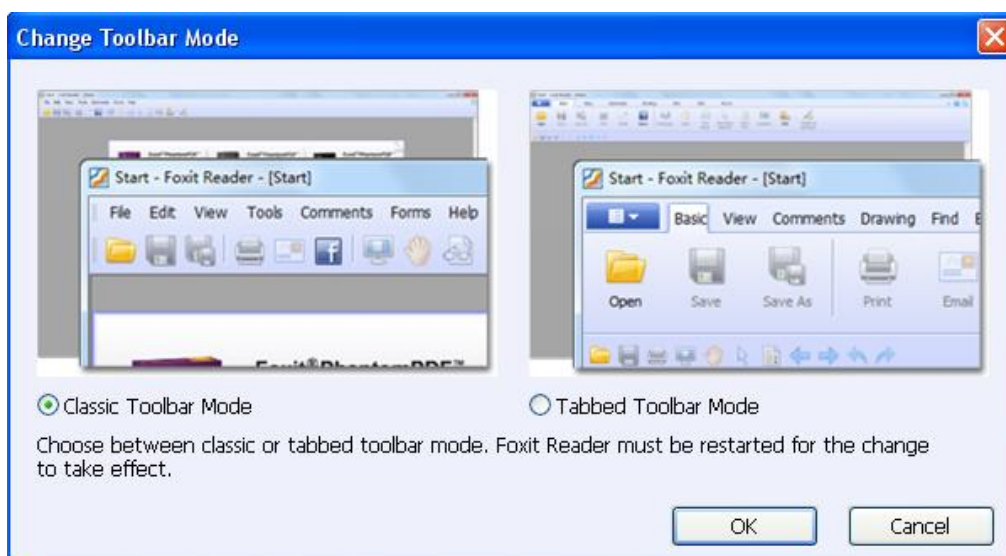 Change Toolbar Mode
Start - Foxit Reader - [Start]
File Edit View Tools Comments Forms Help
Foxit®PhantomPDF™
Start - Foxit Reader - [Start]
Basic View Comments Drawing Find
Open Save Save As Print Email
Classic Toolbar Mode
Tabbed Toolbar Mode
Choose between classic or tabbed toolbar mode. Foxit Reader must be restarted for the change
to take effect.
OK Cancel